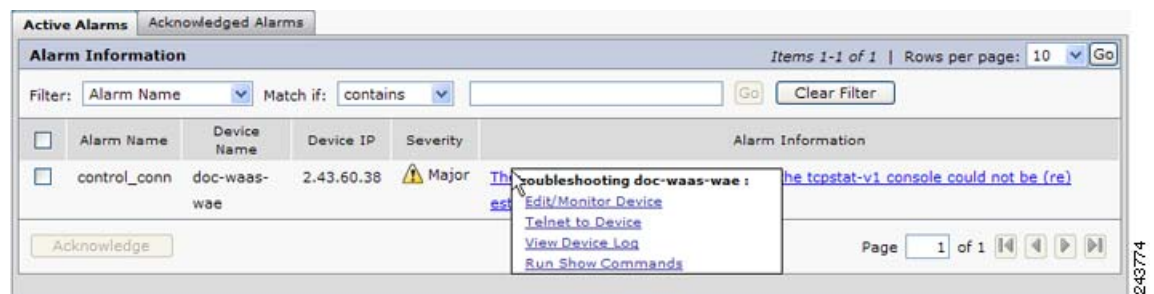 Active Alarms Acknowledged Alarms
Alarm Information Items 1-1 of 1 | Rows per page: 10 Go
Filter: Alarm Name Match if: contains Go Clear Filter
Alarm Name Device Name Device IP Severity Alarm Information
control_conn doc-waas-wae 2.43.60.38 Major The he tcpstat-v1 console could not be (re)
est
roubleshooting doc-waas-wae :
Edit/Monitor Device
Telnet to Device
View Device Log
Run Show Commands
Acknowledge Page 1 of 1
243774